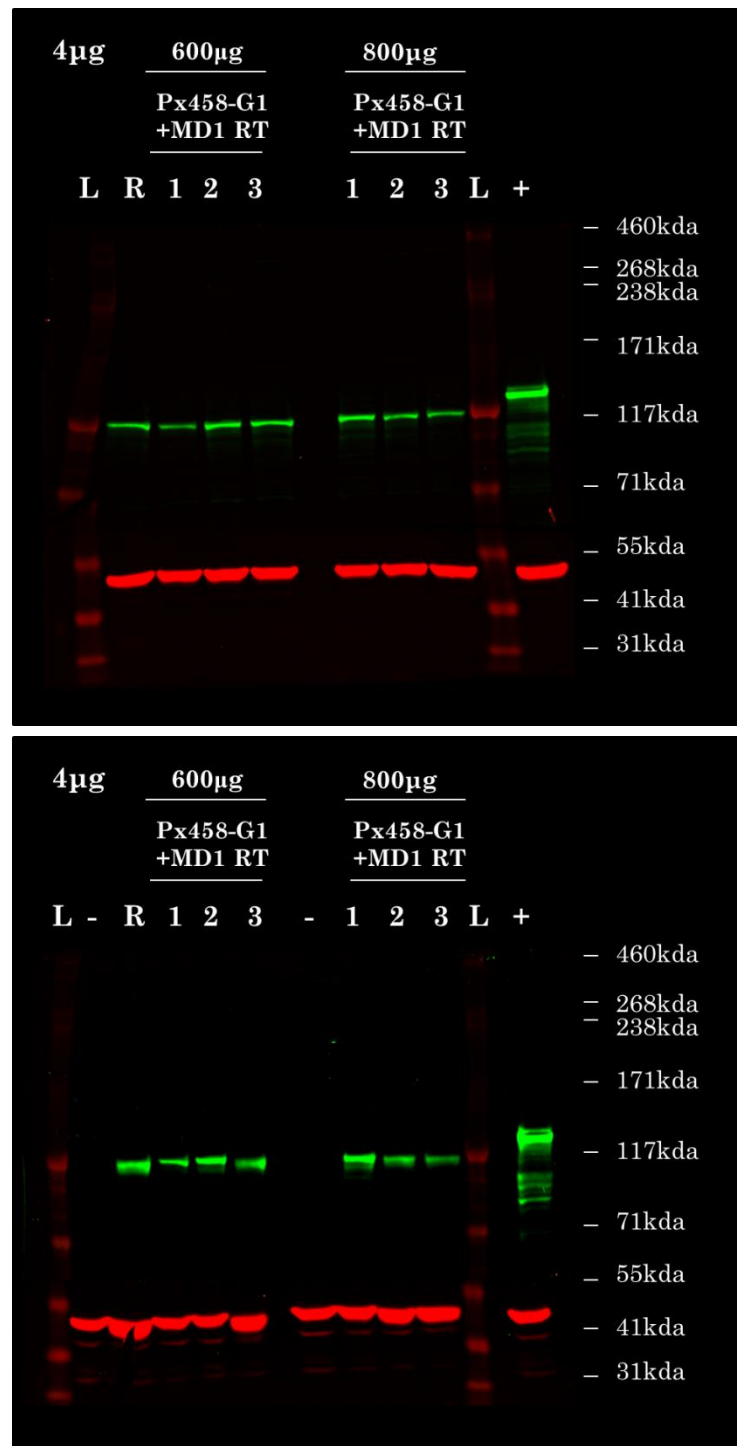 4µg 600µg 800µg
Px458-G1 Px458-G1
+MD1 RT +MD1 RT
L R 1 2 3 1 2 3 L +
460kda
268kda
238kda
171kda
117kda
71kda
55kda
41kda
31kda
4µg 600µg 800µg
Px458-G1 Px458-G1
+MD1 RT +MD1 RT
L - R 1 2 3 - 1 2 3 L +
460kda
268kda
238kda
171kda
117kda
71kda
55kda
41kda
31kda